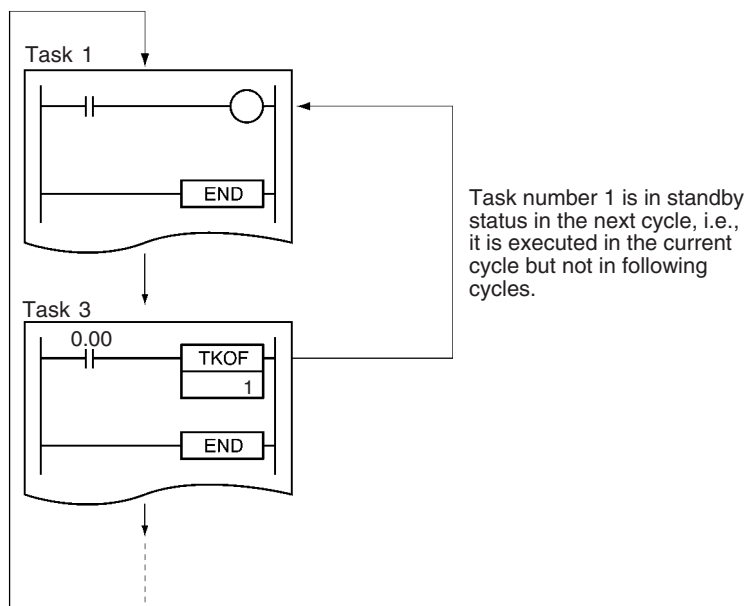 Task 1
END
Task number 1 is in standby
status in the next cycle, i.e.,
it is executed in the current
cycle but not in following
cycles.
Task 3
0.00
TKOF
1
END